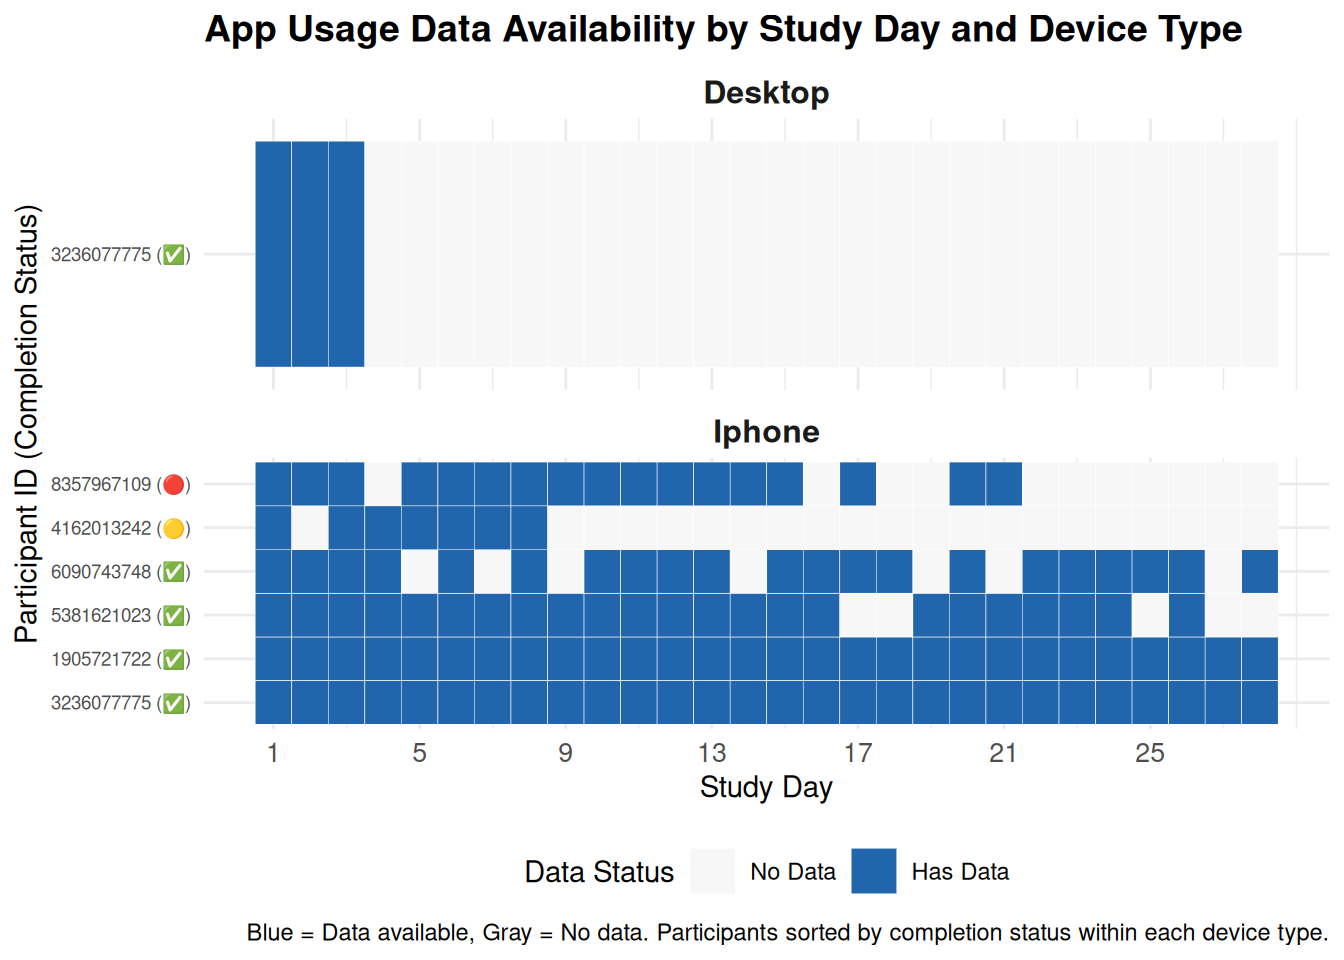 App Usage Data Availability by Study Day and Device Type
Desktop
3236077775 (✅)
Participant ID (Completion Status)
Iphone
8357967109 (🔴)
4162013242 (🟡)
6090743748 (✅)
5381621023 (✅)
1905721722 (✅)
3236077775 (✅)
1 5 9 13 17 21 25
Study Day
Data Status No Data Has Data
Blue = Data available, Gray = No data. Participants sorted by completion status within each device type.